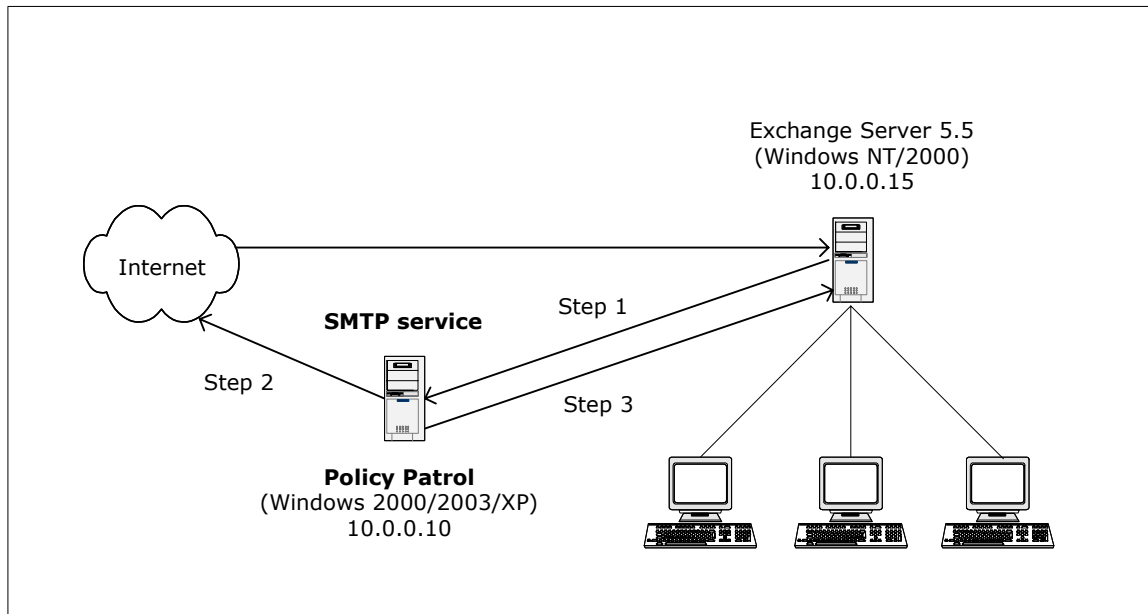 Exchange Server 5.5
(Windows NT/2000)
10.0.0.15
Internet
Step 1
SMTP service
Step 2
Step 3
Policy Patrol
(Windows 2000/2003/XP)
10.0.0.10